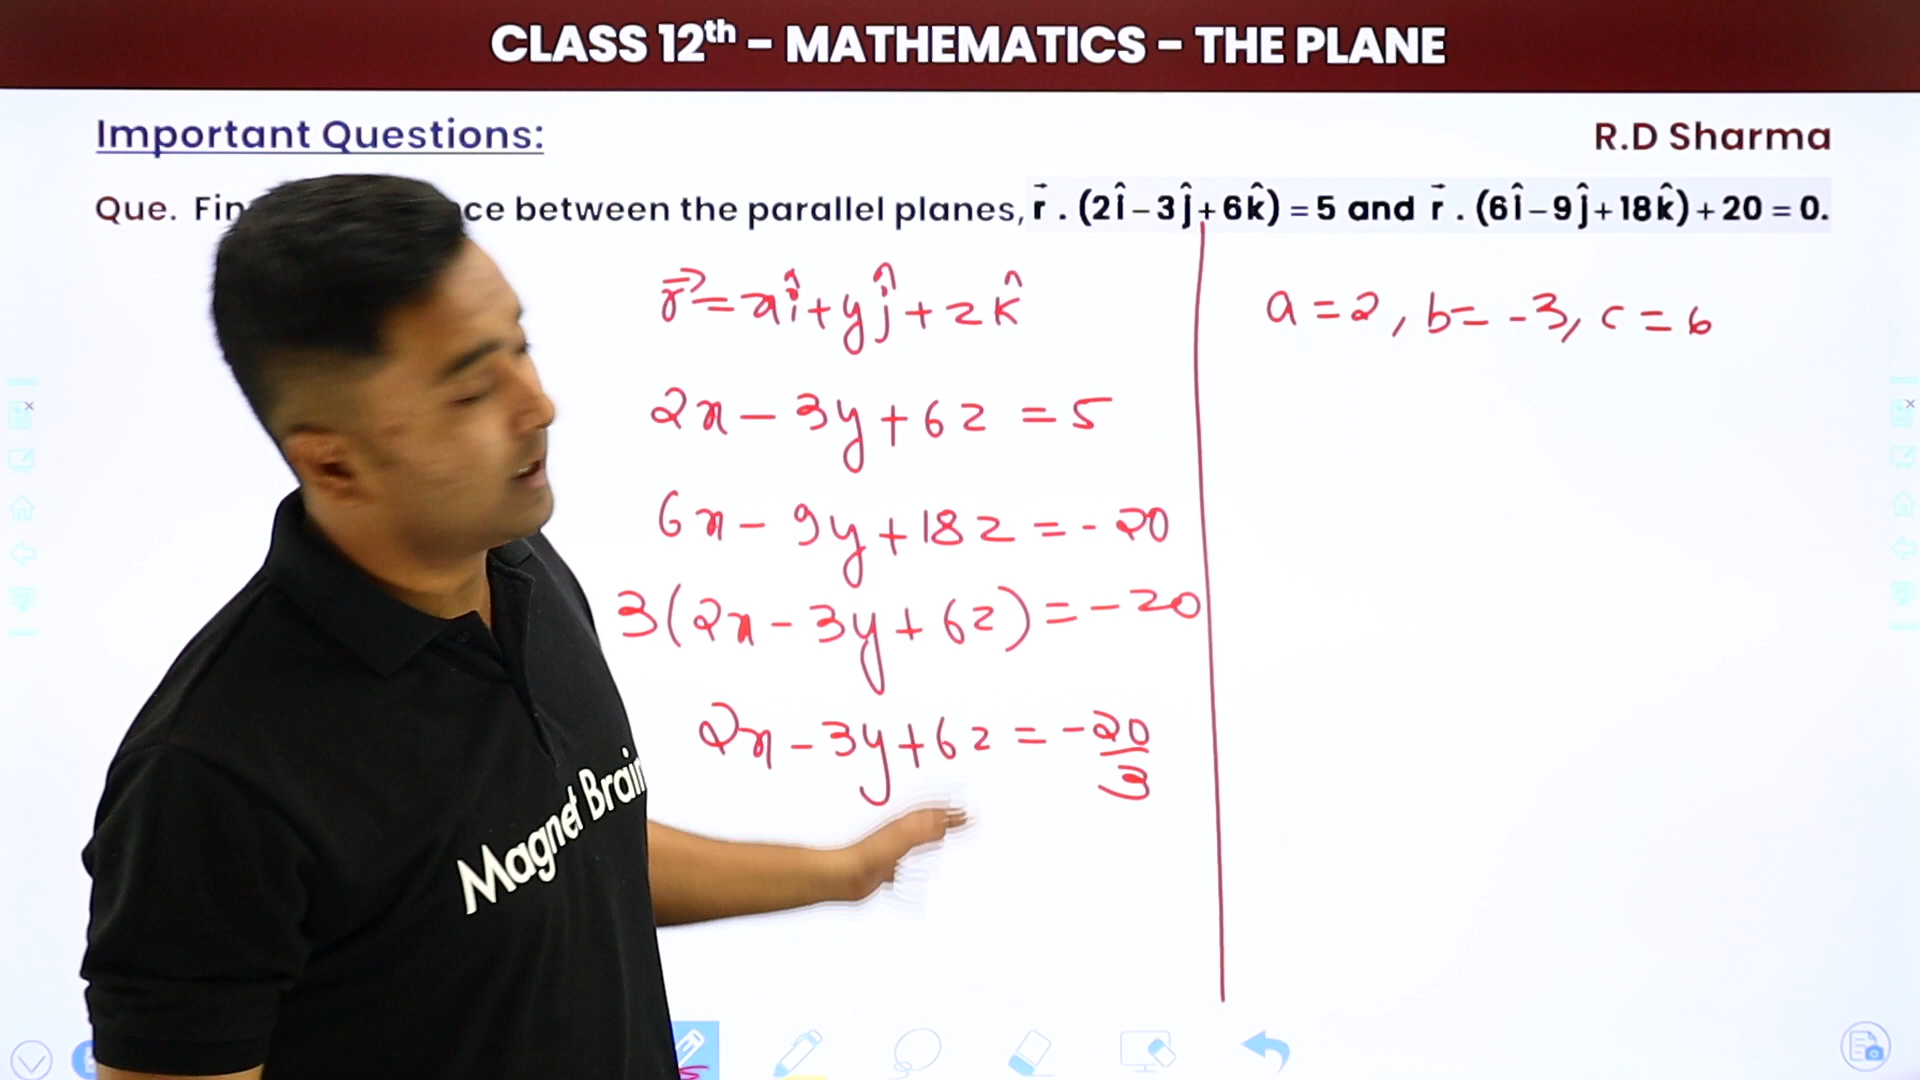 CLASS 12th - MATHEMATICS - THE PLANE
Important Questions:
R.D Sharma
Que. Fin ce between the parallel planes, r⃗ . (2î – 3ĵ + 6k̂) = 5 and r⃗ . (6î – 9ĵ + 18k̂) + 20 = 0.
r⃗ = xî + yĵ + zk̂
2x - 3y + 6z = 5
6x - 9y + 18z = -20
3(2x - 3y + 6z) = -20
2x - 3y + 6z = -20/3
a = 2, b = -3, c = 6
Magnet Brain